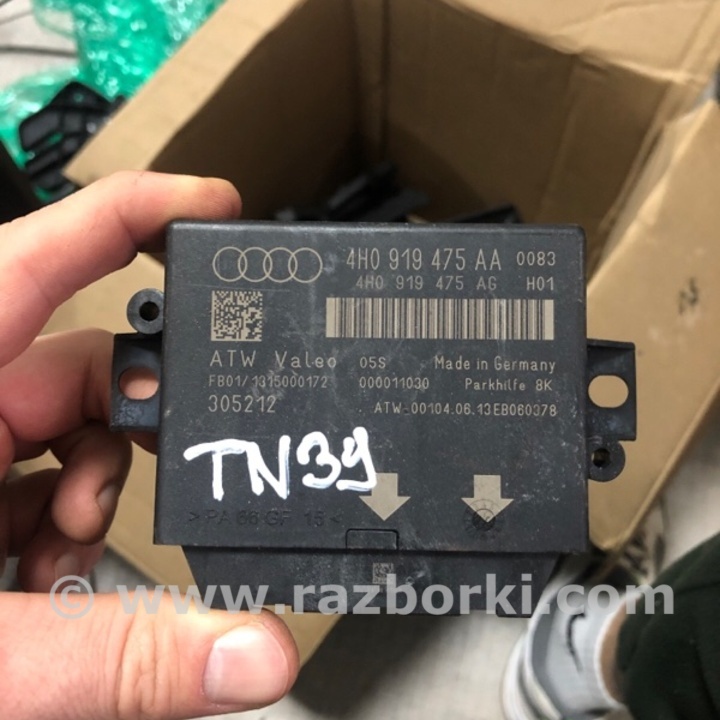 4H0 919 475 AA 0083
4H0 919 475 AG H01
ATW Valeo 05S Made in Germany
FB01/1315000172 000011030 Parkhilfe 8K
305212 ATW-00104.06.13EB060378
TN39
>PA 66 GF 15<
© www.razborki.com